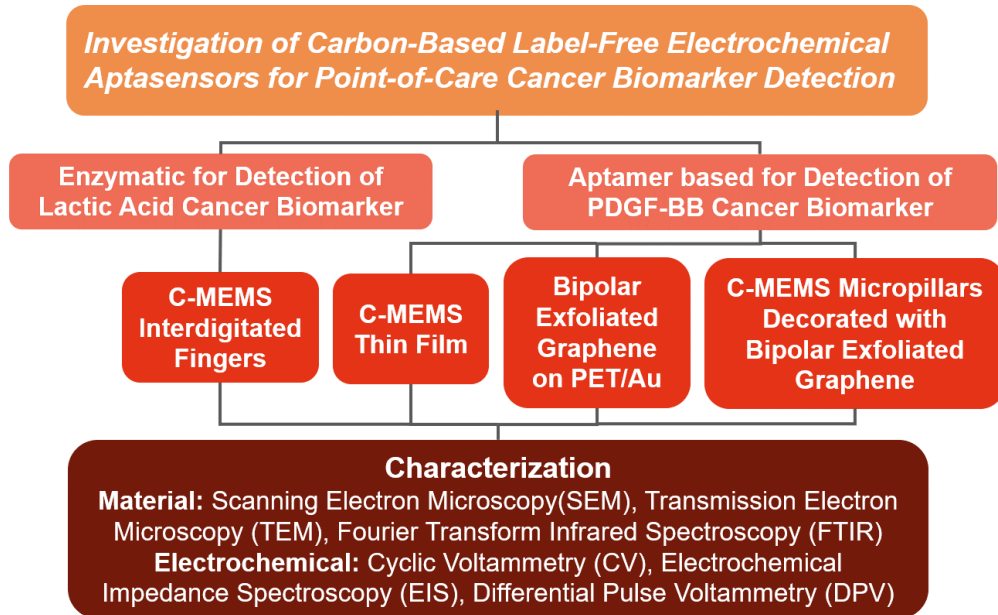 Investigation of Carbon-Based Label-Free Electrochemical
Aptasensors for Point-of-Care Cancer Biomarker Detection
Enzymatic for Detection of
Lactic Acid Cancer Biomarker
Aptamer based for Detection of
PDGF-BB Cancer Biomarker
C-MEMS
Interdigitated
Fingers
C-MEMS
Thin Film
Bipolar
Exfoliated
Graphene
on PET/Au
C-MEMS Micropillars
Decorated with
Bipolar Exfoliated
Graphene
Characterization
Material: Scanning Electron Microscopy(SEM), Transmission Electron
Microscopy (TEM), Fourier Transform Infrared Spectroscopy (FTIR)
Electrochemical: Cyclic Voltammetry (CV), Electrochemical
Impedance Spectroscopy (EIS), Differential Pulse Voltammetry (DPV)